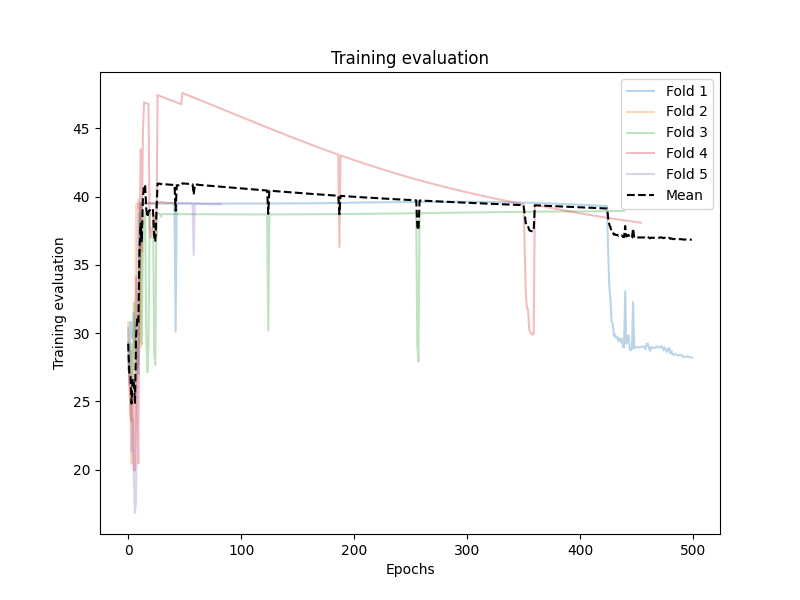 Training evaluation
Fold 1
Fold 2
Fold 3
Fold 4
Fold 5
Mean
45
40
35
30
25
20
Training evaluation
0
100
200
300
400
500
Epochs